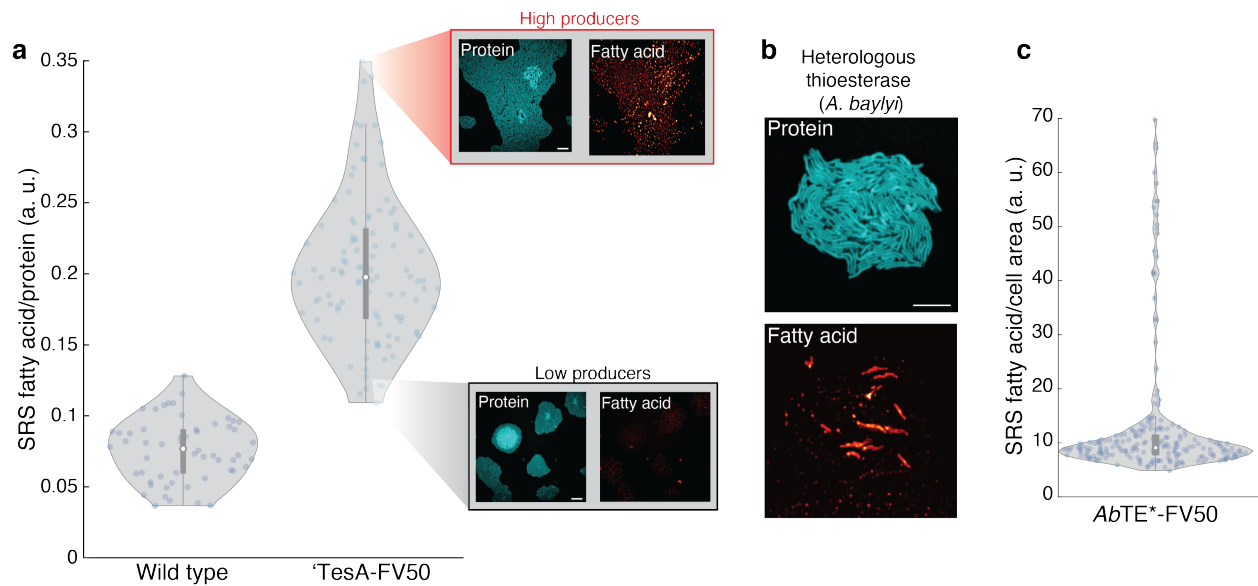 a
SRS fatty acid/protein (a. u.)
0.35
0.3
0.25
0.2
0.15
0.1
0.05
0
Wild type
‘TesA-FV50
High producers
Protein
Fatty acid
Low producers
Protein
Fatty acid
b
Heterologous
thioesterase
(A. baylyi)
Protein
Fatty acid
c
SRS fatty acid/cell area (a. u.)
70
60
50
40
30
20
10
0
AbTE*-FV50